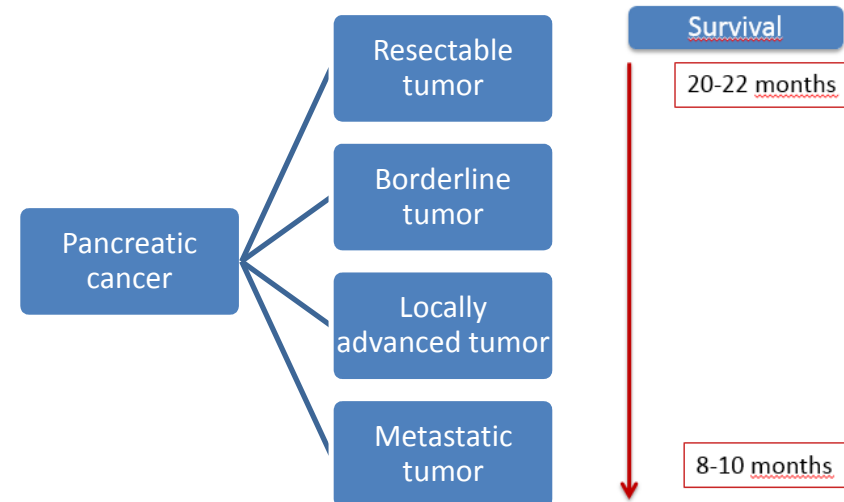 Pancreatic
cancer
Resectable
tumor
Borderline
tumor
Locally
advanced tumor
Metastatic
tumor
Survival
20-22 months
8-10 months